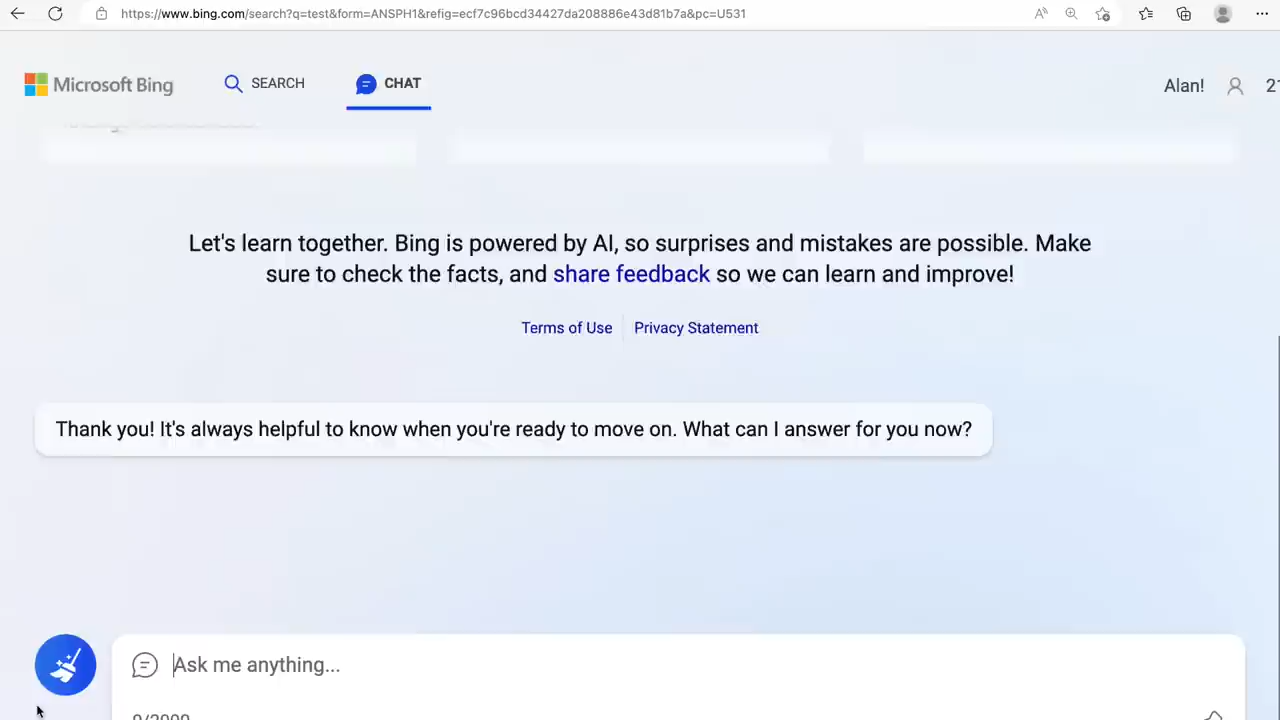 https://www.bing.com/search?q=test&form=ANSPH1&refig=ecf7c96bcd34427da208886e43d81b7a&pc=U531
Microsoft Bing
SEARCH
CHAT
Alan!
21
Let's learn together. Bing is powered by AI, so surprises and mistakes are possible. Make
sure to check the facts, and share feedback so we can learn and improve!
Terms of Use
Privacy Statement
Thank you! It's always helpful to know when you're ready to move on. What can I answer for you now?
Ask me anything...
0/2000